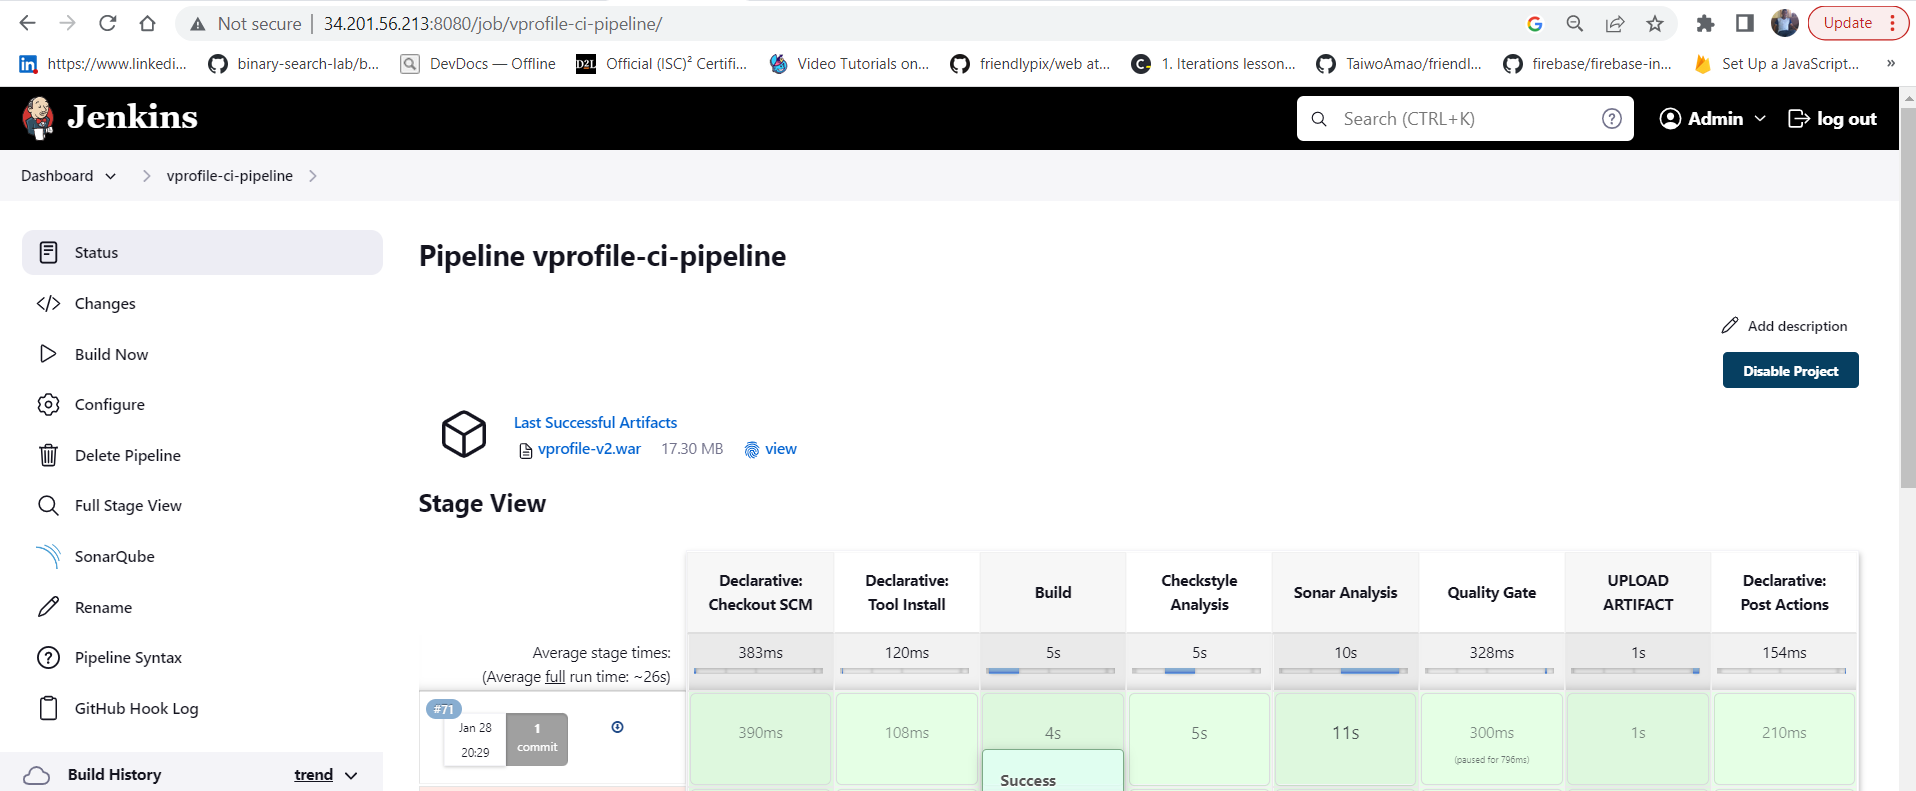 Not secure | 34.201.56.213:8080/job/vprofile-ci-pipeline/
Update
https://www.linkedi...
binary-search-lab/b...
DevDocs — Offline
D2L Official (ISC)² Certifi...
Video Tutorials on...
friendlypix/web at...
1. Iterations lesson...
TaiwoAmao/friendl...
firebase/firebase-in...
Set Up a JavaScript...
»
Jenkins
Search (CTRL+K)
Admin
log out
Dashboard
vprofile-ci-pipeline
Status
Changes
Build Now
Configure
Delete Pipeline
Full Stage View
SonarQube
Rename
Pipeline Syntax
GitHub Hook Log
Build History
trend
Pipeline vprofile-ci-pipeline
Add description
Disable Project
Last Successful Artifacts
vprofile-v2.war 17.30 MB view
Stage View
Declarative: Checkout SCM
Declarative: Tool Install
Build
Checkstyle Analysis
Sonar Analysis
Quality Gate
UPLOAD ARTIFACT
Declarative: Post Actions
Average stage times:
(Average full run time: ~26s)
383ms 120ms 5s 5s 10s 328ms 1s 154ms
#71
Jan 28
20:29
1
commit
390ms 108ms 4s 5s 11s 300ms 1s 210ms
(paused for 796ms)
Success